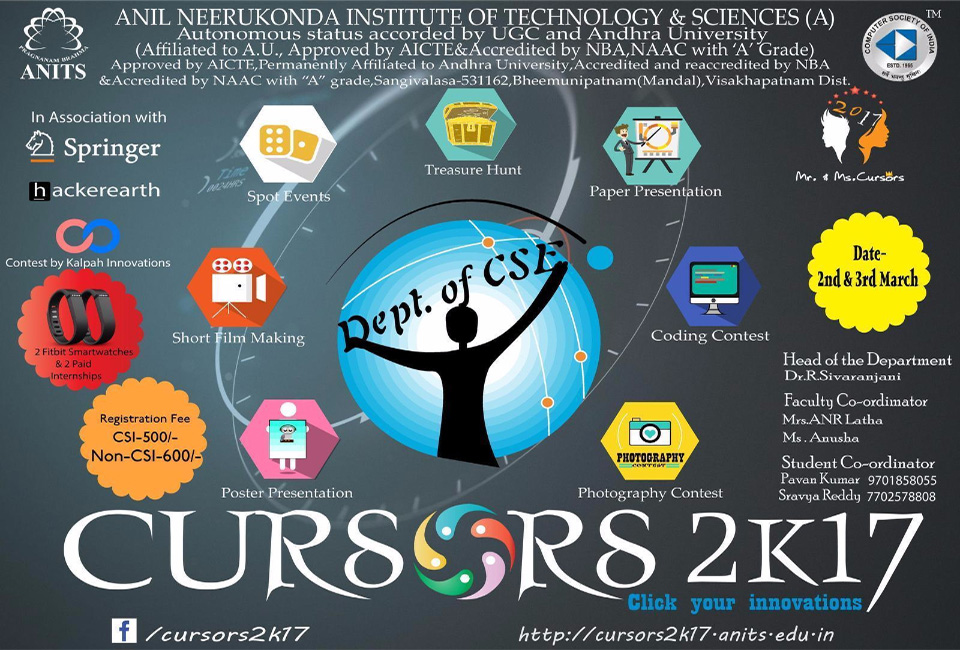 ANIL NEERUKONDA INSTITUTE OF TECHNOLOGY & SCIENCES (A)
Autonomous status accorded by UGC and Andhra University
(Affiliated to A.U., Approved by AICTE&Accredited by NBA,NAAC with 'A' Grade)
Approved by AICTE,Permanently Affiliated to Andhra University,Accredited and reaccredited by NBA
&Accredited by NAAC with "A" grade,Sangivalasa-531162,Bheemunipatnam(Mandal),Visakhapatnam Dist.
PRAGNANAM BRAHMA
ANITS
COMPUTER SOCIETY OF INDIA
ESTD. 1965
TM
In Association with
Springer
hackerearth
Contest by Kalpah Innovations
2 Fitbit Smartwatches
& 2 Paid
Internships
Registration Fee
CSI-500/-
Non-CSI-600/-
Spot Events
Treasure Hunt
Paper Presentation
2017
Mr. & Ms.Cursors
Short Film Making
Dept. of CSE
Coding Contest
Date-
2nd & 3rd March
Poster Presentation
PHOTOGRAPHY
CONTEST
Photography Contest
Head of the Department
Dr.R.Sivaranjani
Faculty Co-ordimator
Mrs.ANR Latha
Ms . Anusha
Student Co-ordinator
Pavan Kumar 9701858055
Sravya Reddy 7702578808
CURSORS 2K17
Click your innovations
f /cursors2k17
http://cursors2k17.anits.edu.in